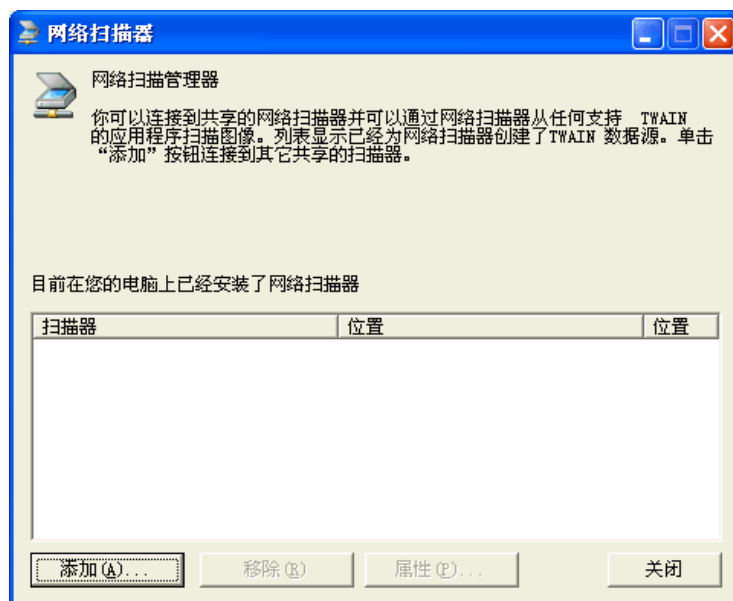 网络扫描器
网络扫描管理器
你可以连接到共享的网络扫描器并可以通过网络扫描器从任何支持 TWAIN
的应用程序扫描图像。列表显示已经为网络扫描器创建了TWAIN 数据源。单击
“添加”按钮连接到其它共享的扫描器。
目前在您的电脑上已经安装了网络扫描器
扫描器 位置 位置
添加(A)... 移除(R) 属性(P)... 关闭